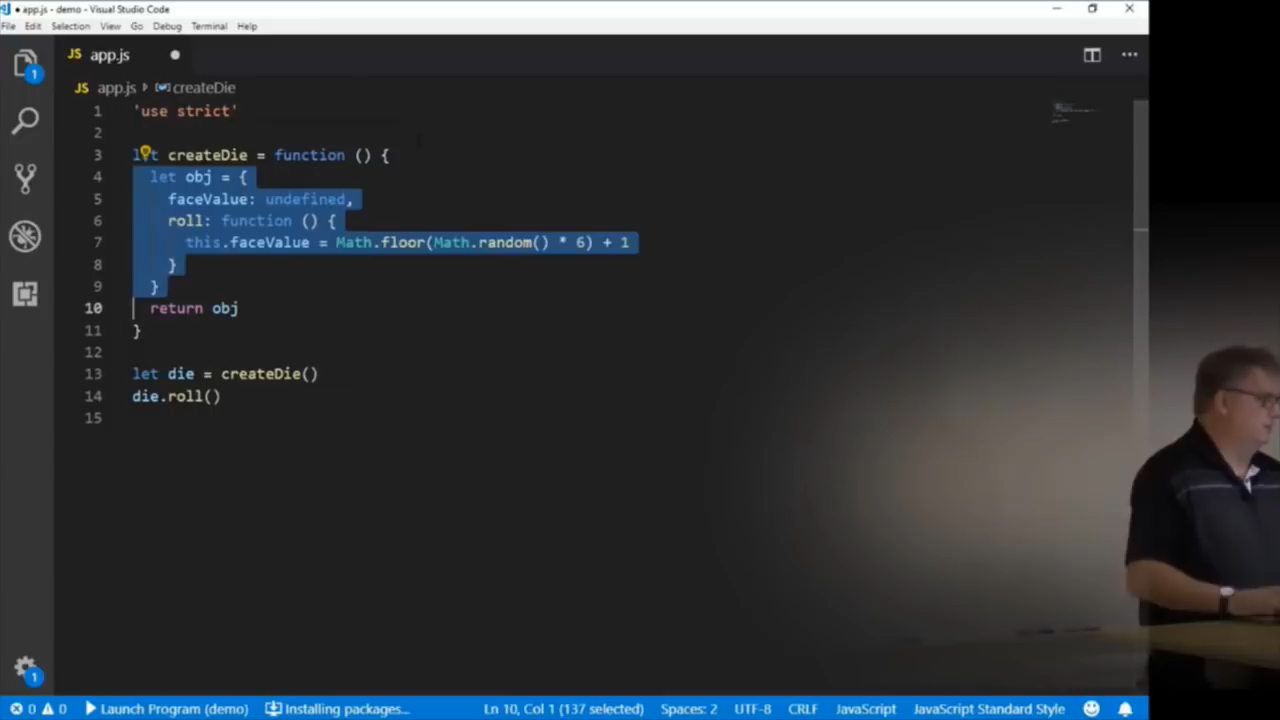 app.js - demo - Visual Studio Code
File Edit Selection View Go Debug Terminal Help
JS app.js
JS app.js createDie
1 'use strict'
2
3 let createDie = function () {
4 let obj = {
5 faceValue: undefined,
6 roll: function () {
7 this.faceValue = Math.floor(Math.random() * 6) + 1
8 }
9 }
10 return obj
11 }
12
13 let die = createDie()
14 die.roll()
15
1
1
0 0 Launch Program (demo) Installing packages... Ln 10, Col 1 (137 selected) Spaces: 2 UTF-8 CRLF JavaScript JavaScript Standard Style